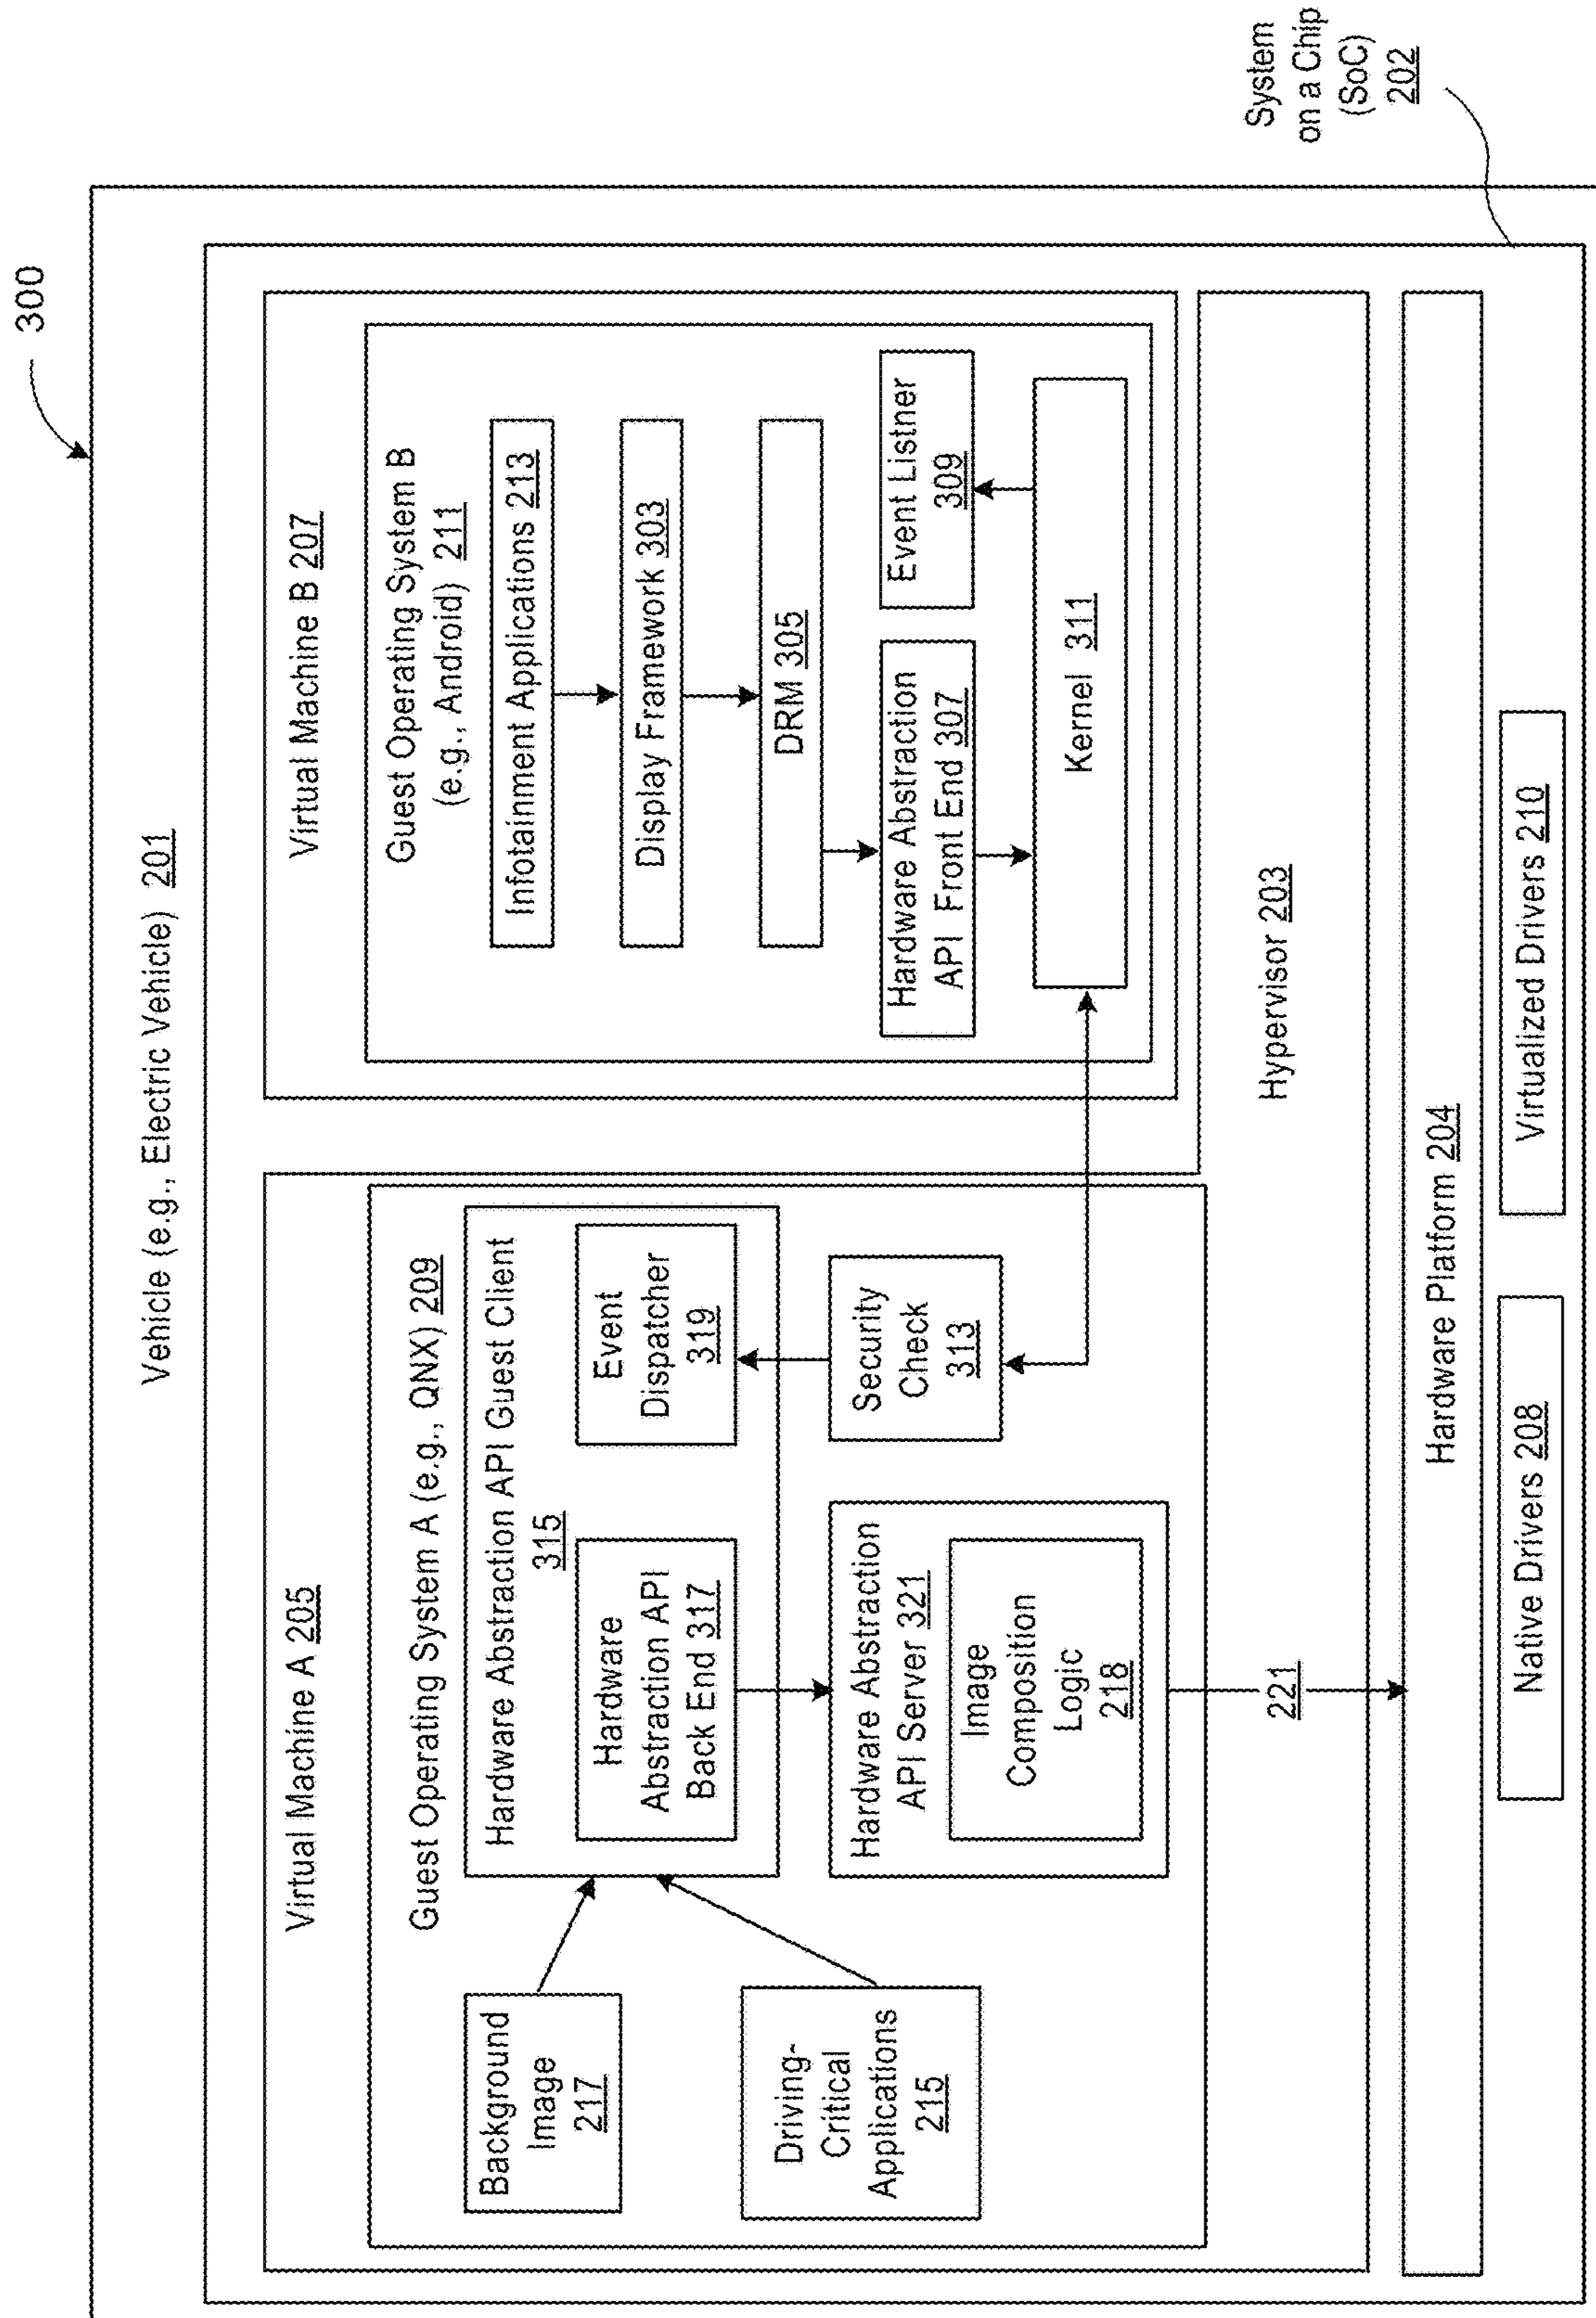 300
Vehicle (e.g., Electric Vehicle) 201
Virtual Machine A 205
Guest Operating System A (e.g., QNX) 209
Background
Image
217
Driving-
Critical
Applications
215
Hardware Abstraction API Guest Client
315
Hardware
Abstraction API
Back End 317
Event
Dispatcher
319
Hardware Abstraction
API Server 321
Image
Composition
Logic
218
Security
Check
313
221
Virtual Machine B 207
Guest Operating System B
(e.g., Android) 211
Infotainment Applications 213
Display Framework 303
DRM 305
Hardware Abstraction
API Front End 307
Event Listner
309
Kernel 311
Hypervisor 203
Hardware Platform 204
Native Drivers 208
Virtualized Drivers 210
System
on a Chip
(SoC)
202